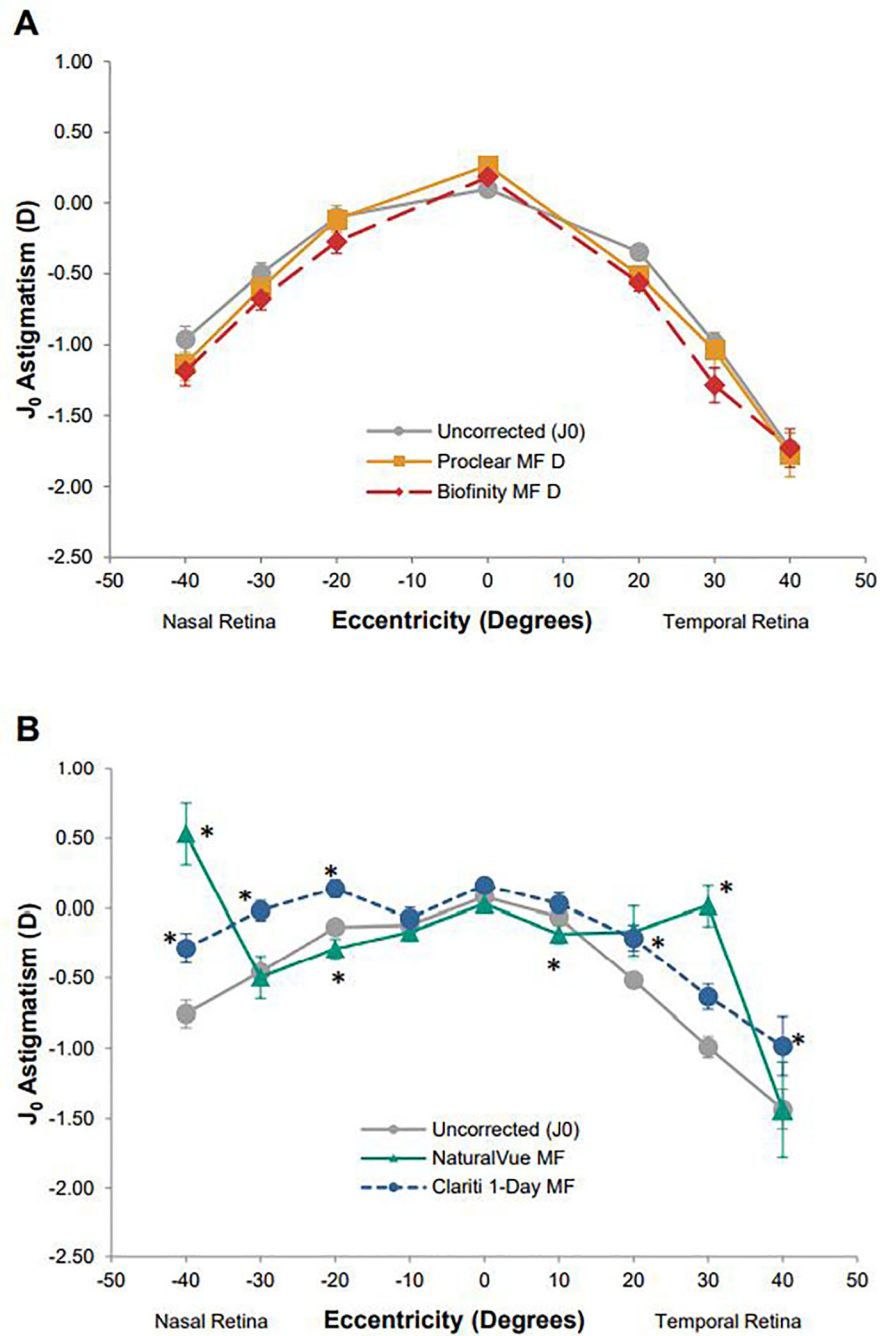 A
1.00
0.50
0.00
-0.50
-1.00
-1.50
-2.00
-2.50
J0 Astigmatism (D)
Uncorrected (J0)
Proclear MF D
Biofinity MF D
-50 -40 -30 -20 -10 0 10 20 30 40 50
Nasal Retina Eccentricity (Degrees) Temporal Retina
B
1.00
0.50
0.00
-0.50
-1.00
-1.50
-2.00
-2.50
J0 Astigmatism (D)
* * * * * * * * *
Uncorrected (J0)
NaturalVue MF
Clariti 1-Day MF
-50 -40 -30 -20 -10 0 10 20 30 40 50
Nasal Retina Eccentricity (Degrees) Temporal Retina